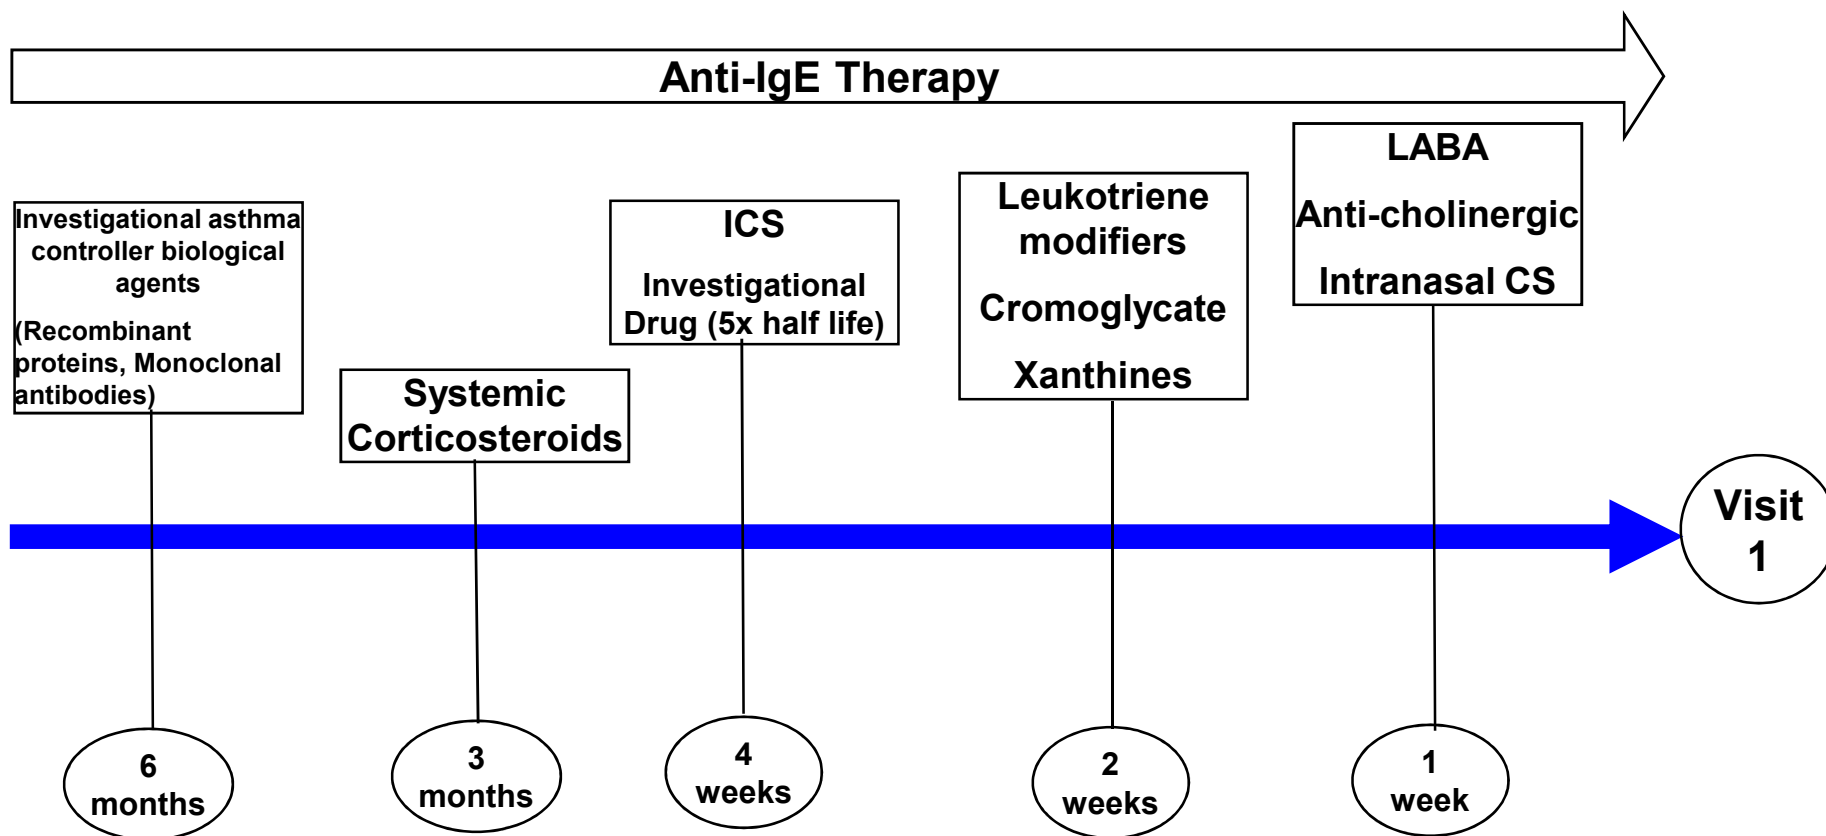 Anti-IgE Therapy
Investigational asthma
controller biological
agents
(Recombinant
proteins, Monoclonal
antibodies)
Systemic
Corticosteroids
ICS
Investigational
Drug (5x half life)
Leukotriene
modifiers
Cromoglycate
Xanthines
LABA
Anti-cholinergic
Intranasal CS
Visit
1
6
months
3
months
4
weeks
2
weeks
1
week